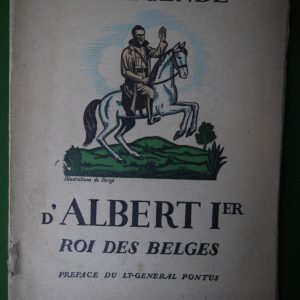 Illustrations de Hergé
D'ALBERT IER
ROI DES BELGES
PREFACE DU LT-GENERAL PONTUS